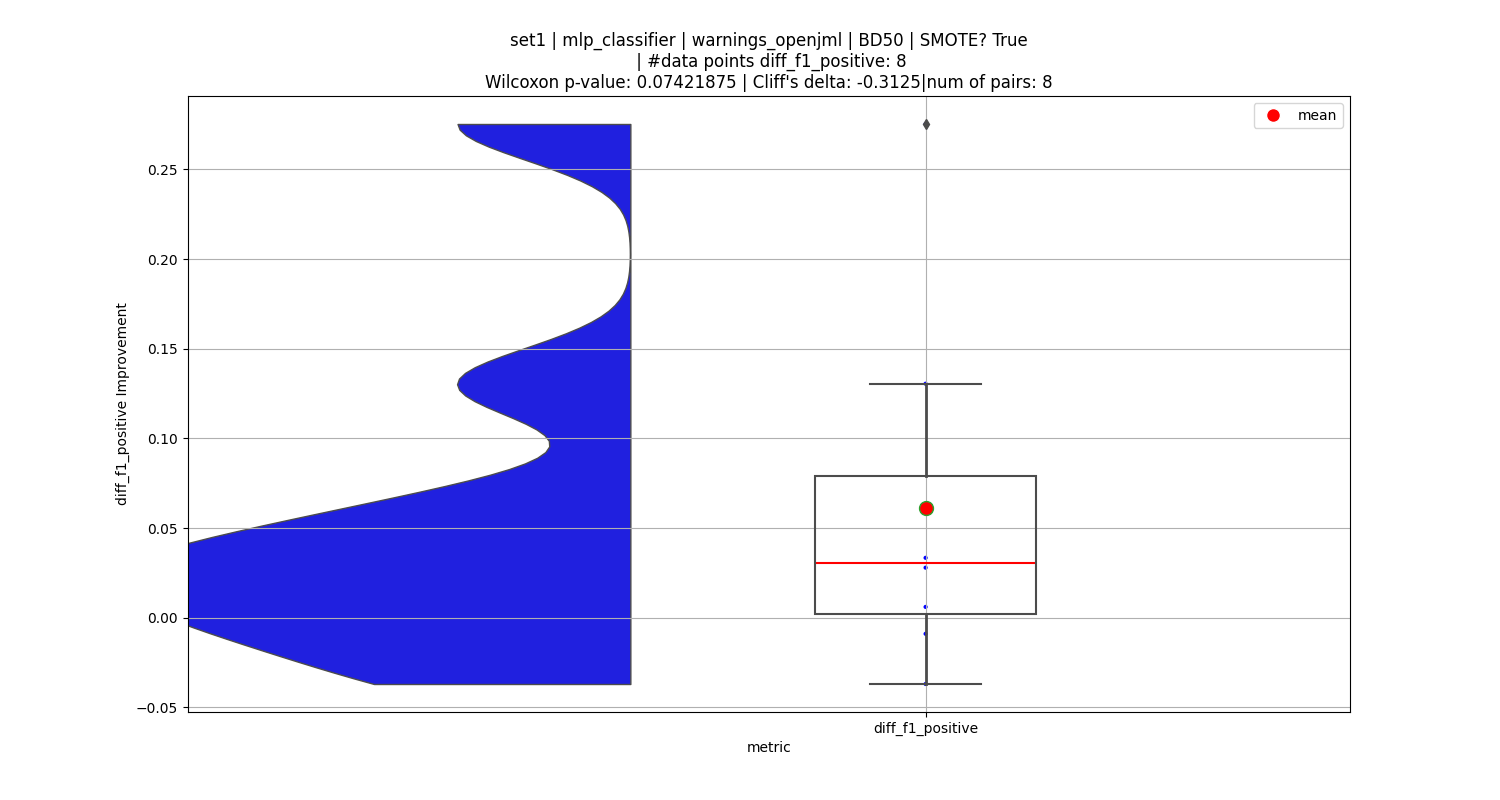 set1 | mlp_classifier | warnings_openjml | BD50 | SMOTE? True
| #data points diff_f1_positive: 8
Wilcoxon p-value: 0.07421875 | Cliff's delta: -0.3125|num of pairs: 8
mean
0.25
0.20
0.15
0.10
0.05
0.00
−0.05
diff_f1_positive Improvement
diff_f1_positive
metric